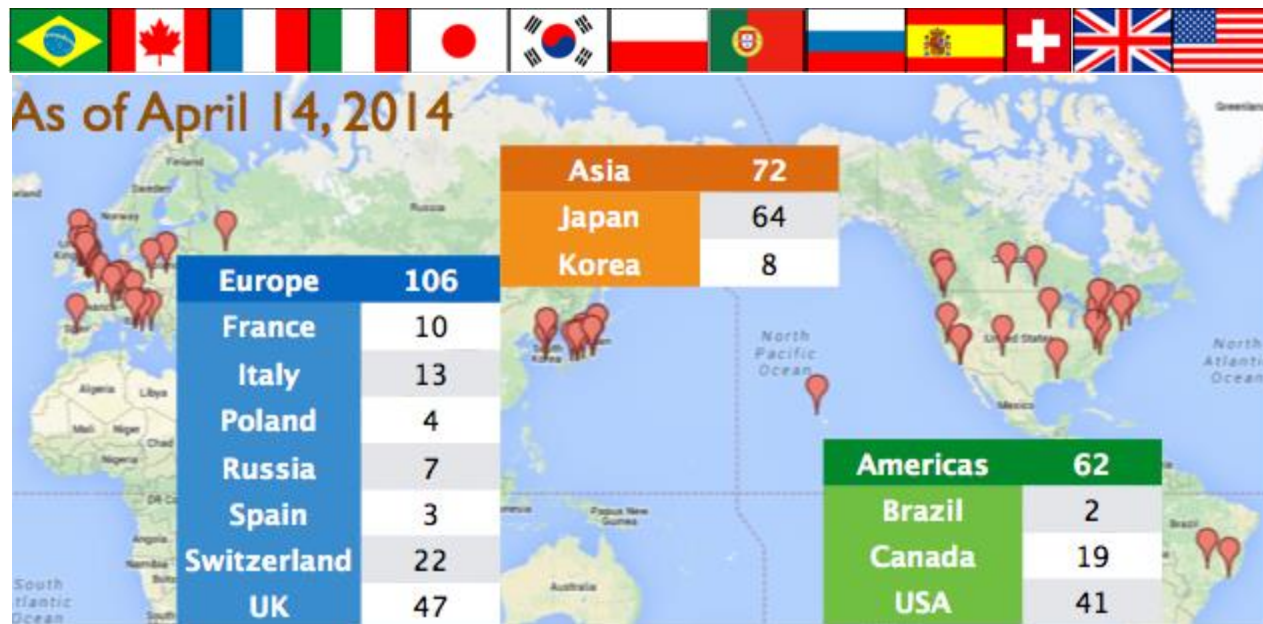 As of April 14, 2014
Asia 72
Japan 64
Korea 8
Europe 106
France 10
Italy 13
Poland 4
Russia 7
Spain 3
Switzerland 22
UK 47
Americas 62
Brazil 2
Canada 19
USA 41
Greenland
Finland
Sweden
Norway
Russia
North
Pacific
Ocean
United States
Mexico
North
Atlantic
Ocean
Algeria
Libya
Mali
Niger
Chad
Nigeria
Angola
Namibia
Papua New
Guinea
Australia
Brazil
South
Atlantic
Ocean